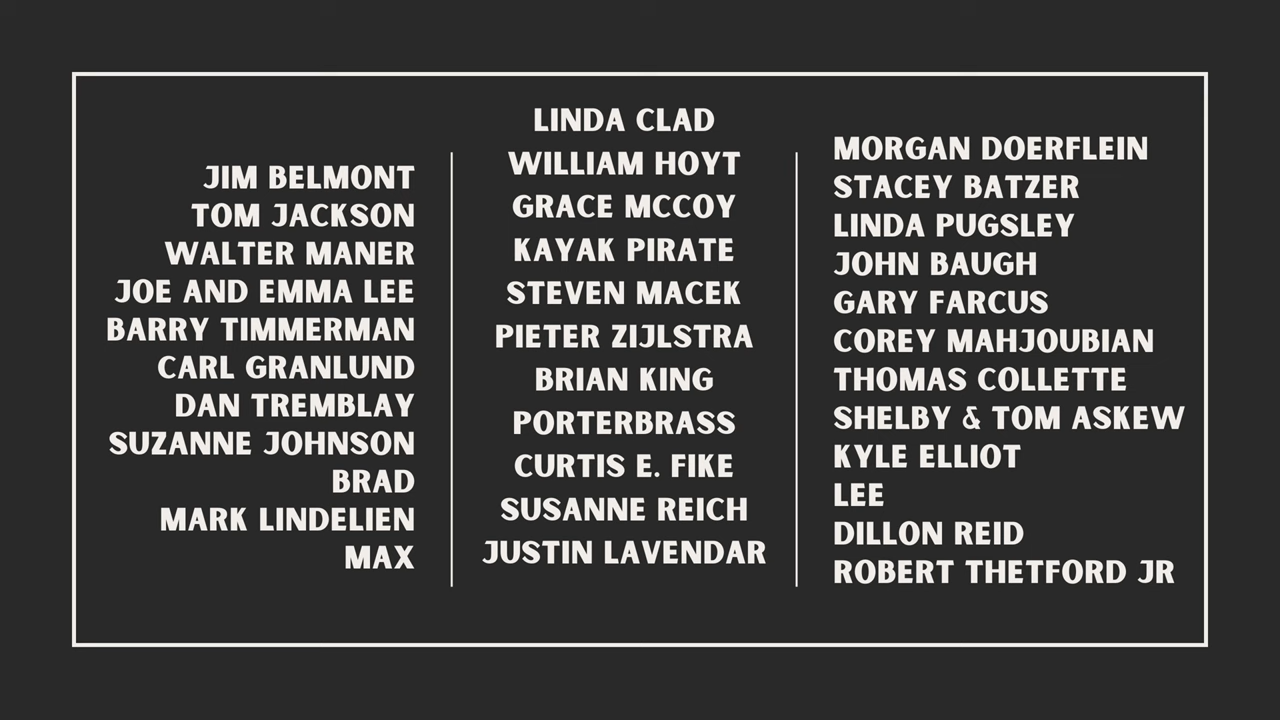 JIM BELMONT
TOM JACKSON
WALTER MANER
JOE AND EMMA LEE
BARRY TIMMERMAN
CARL GRANLUND
DAN TREMBLAY
SUZANNE JOHNSON
BRAD
MARK LINDELIEN
MAX
LINDA CLAD
WILLIAM HOYT
GRACE MCCOY
KAYAK PIRATE
STEVEN MACEK
PIETER ZIJLSTRA
BRIAN KING
PORTERBRASS
CURTIS E. FIKE
SUSANNE REICH
JUSTIN LAVENDAR
MORGAN DOERFLEIN
STACEY BATZER
LINDA PUGSLEY
JOHN BAUGH
GARY FARCUS
COREY MAHJOUBIAN
THOMAS COLLETTE
SHELBY & TOM ASKEW
KYLE ELLIOT
LEE
DILLON REID
ROBERT THETFORD JR